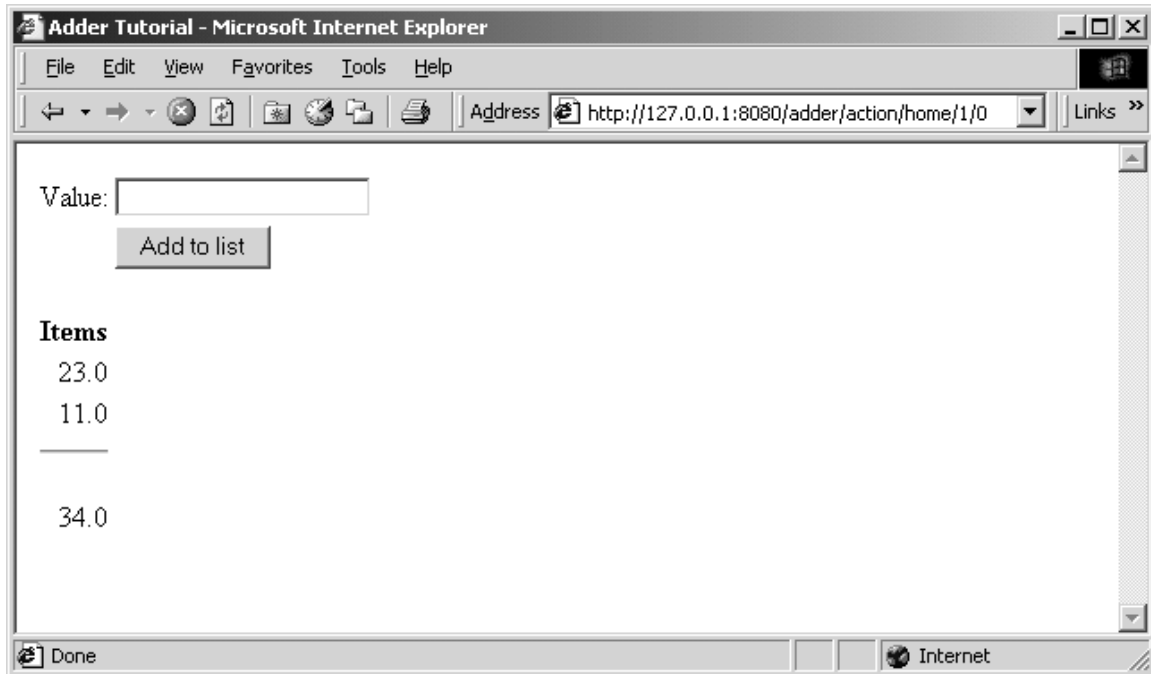 Adder Tutorial - Microsoft Internet Explorer
File Edit View Favorites Tools Help
Address http://127.0.0.1:8080/adder/action/home/1/0 Links »
Value:
Add to list
Items
23.0
11.0
34.0
Done Internet